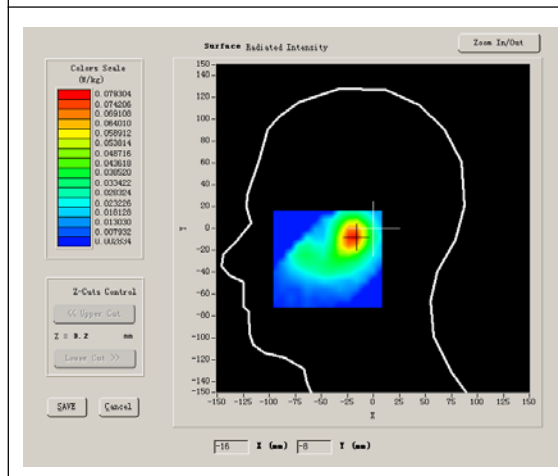 Surface Radiated Intensity
Zoom In/Out
Colors Scale
(W/kg)
0.079304
0.074206
0.069108
0.064010
0.058912
0.053814
0.048716
0.043618
0.038520
0.033422
0.028324
0.023226
0.018128
0.013030
0.007932
0.002834
Z-Cuts Control
<< Upper Cut
Z = mm
Lower Cut >>
SAVE
Cancel
150
140
120
100
80
60
40
20
0
-20
-40
-60
-80
-100
-120
-140
-150
Y
-150 -125 -100 -75 -50 -25 0 25 50 75 100 125 150
X
-16 X (mm) -8 Y (mm)